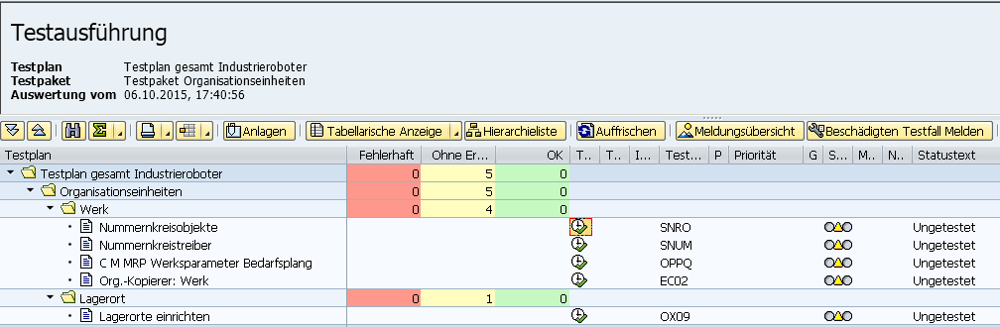 Testausführung
Testplan Testplan gesamt Industrieroboter
Testpaket Testpaket Organisationseinheiten
Auswertung vom 06.10.2015, 17:40:56
Anlagen Tabellarische Anzeige Hierarchieliste Auffrischen Meldungsübersicht Beschädigten Testfall Melden
Testplan Fehlerhaft Ohne Er... OK T.. T.. I... Test... P Priorität G S... M.. N.. Statustext
Testplan gesamt Industrieroboter 0 5 0
Organisationseinheiten 0 5 0
Werk 0 4 0
Nummernkreisobjekte SNRO Ungetestet
Nummernkreistreiber SNUM Ungetestet
C M MRP Werksparameter Bedarfsplang OPPQ Ungetestet
Org.-Kopierer: Werk EC02 Ungetestet
Lagerort 0 1 0
Lagerorte einrichten OX09 Ungetestet